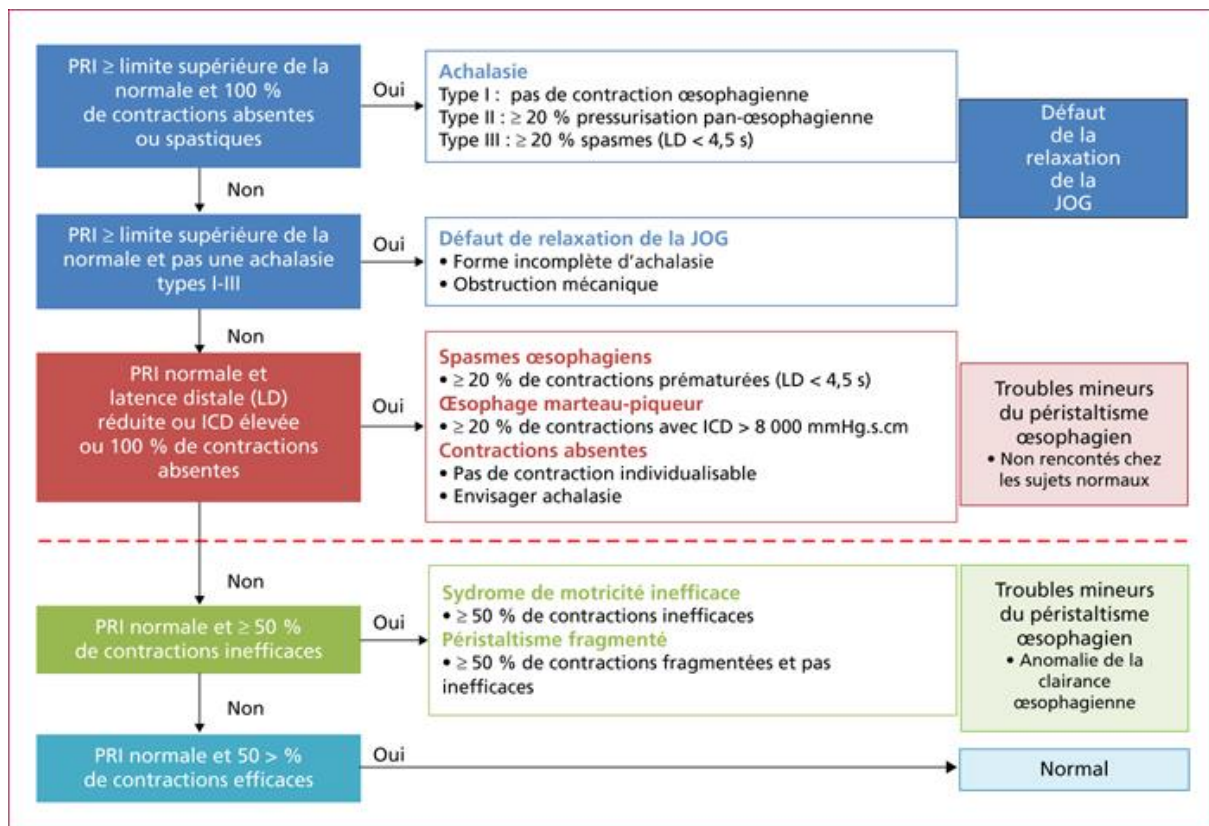 PRI ≥ limite supérieure de la
normale et 100 %
de contractions absentes
ou spastiques
Oui
Achalasie
Type I : pas de contraction œsophagienne
Type II : ≥ 20 % pressurisation pan-œsophagienne
Type III : ≥ 20 % spasmes (LD < 4,5 s)
Défaut
de la
relaxation
de la
JOG
Non
PRI ≥ limite supérieure de la
normale et pas une achalasie
types I-III
Oui
Défaut de relaxation de la JOG
• Forme incomplète d'achalasie
• Obstruction mécanique
Non
PRI normale et
latence distale (LD)
réduite ou ICD élevée
ou 100 % de contractions
absentes
Oui
Spasmes œsophagiens
• ≥ 20 % de contractions prématurées (LD < 4,5 s)
Œsophage marteau-piqueur
• ≥ 20 % de contractions avec ICD > 8 000 mmHg.s.cm
Contractions absentes
• Pas de contraction individualisable
• Envisager achalasie
Troubles mineurs
du péristaltisme
œsophagien
• Non rencontrés chez
les sujets normaux
Non
PRI normale et ≥ 50 %
de contractions inefficaces
Oui
Sydrome de motricité inefficace
• ≥ 50 % de contractions inefficaces
Péristaltisme fragmenté
• ≥ 50 % de contractions fragmentées et pas
inefficaces
Troubles mineurs
du péristaltisme
œsophagien
• Anomalie de la
clairance
œsophagienne
Non
PRI normale et 50 > %
de contractions efficaces
Oui
Normal